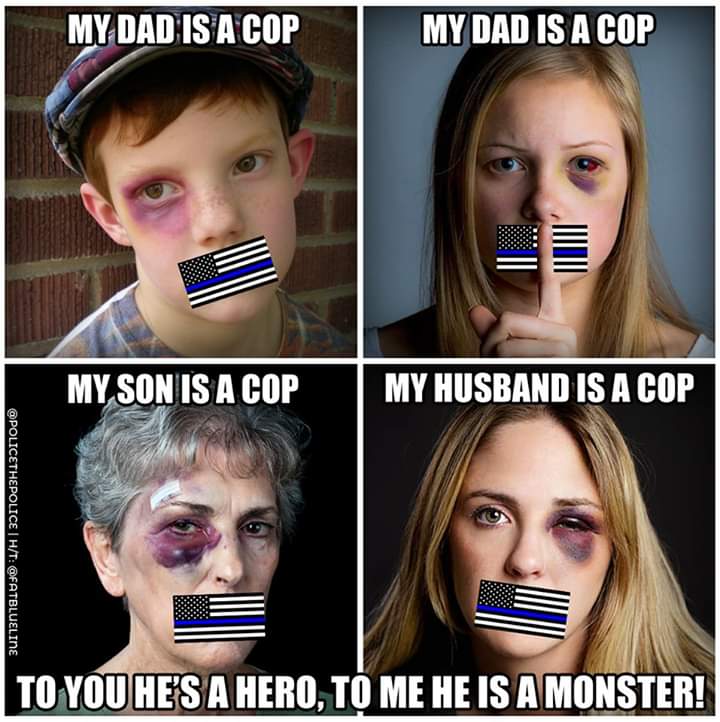 MY DAD IS A COP
MY DAD IS A COP
MY SON IS A COP
MY HUSBAND IS A COP
@POLICETHEPOLICE | H/T: @FATBLUELINE
TO YOU HE'S A HERO, TO ME HE IS A MONSTER!